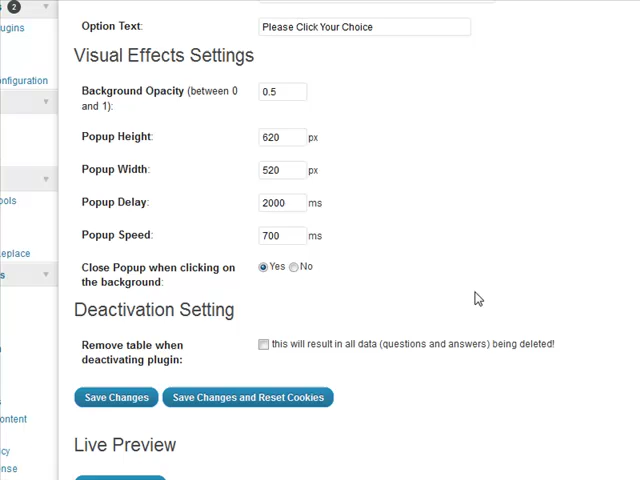 2
Option Text:
Please Click Your Choice
ugins
Visual Effects Settings
onfiguration
Background Opacity (between 0
and 1):
0.5
Popup Height:
620 px
Popup Width:
520 px
ools
Popup Delay:
2000 ms
Popup Speed:
700 ms
eplace
Close Popup when clicking on
the background:
Yes No
s
Deactivation Setting
Remove table when
deactivating plugin:
this will result in all data (questions and answers) being deleted!
Save Changes
Save Changes and Reset Cookies
ontent
Live Preview
cy
nse